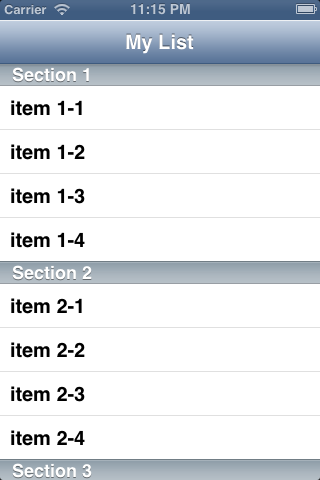 Carrier 11:15 PM
My List
Section 1
item 1-1
item 1-2
item 1-3
item 1-4
Section 2
item 2-1
item 2-2
item 2-3
item 2-4
Section 3